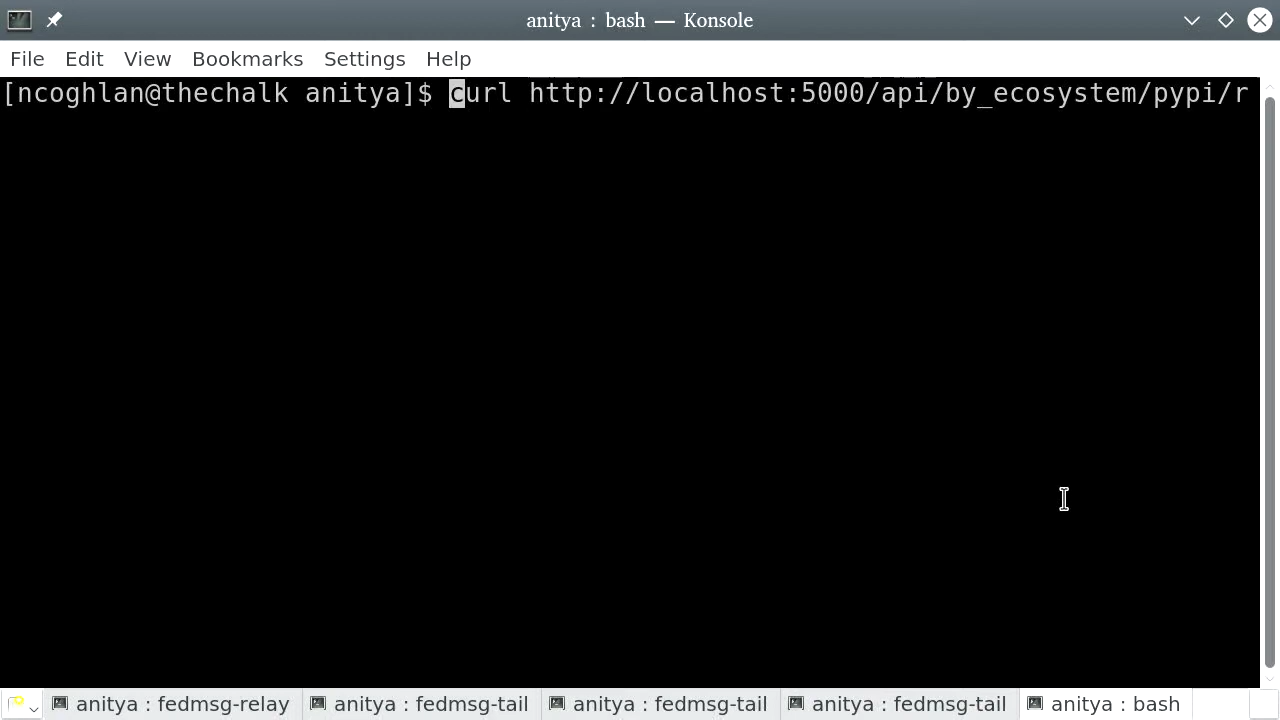 anitya : bash — Konsole
File Edit View Bookmarks Settings Help
[ncoghlan@thechalk anitya]$ curl http://localhost:5000/api/by_ecosystem/pypi/r
anitya : fedmsg-relay anitya : fedmsg-tail anitya : fedmsg-tail anitya : fedmsg-tail anitya : bash